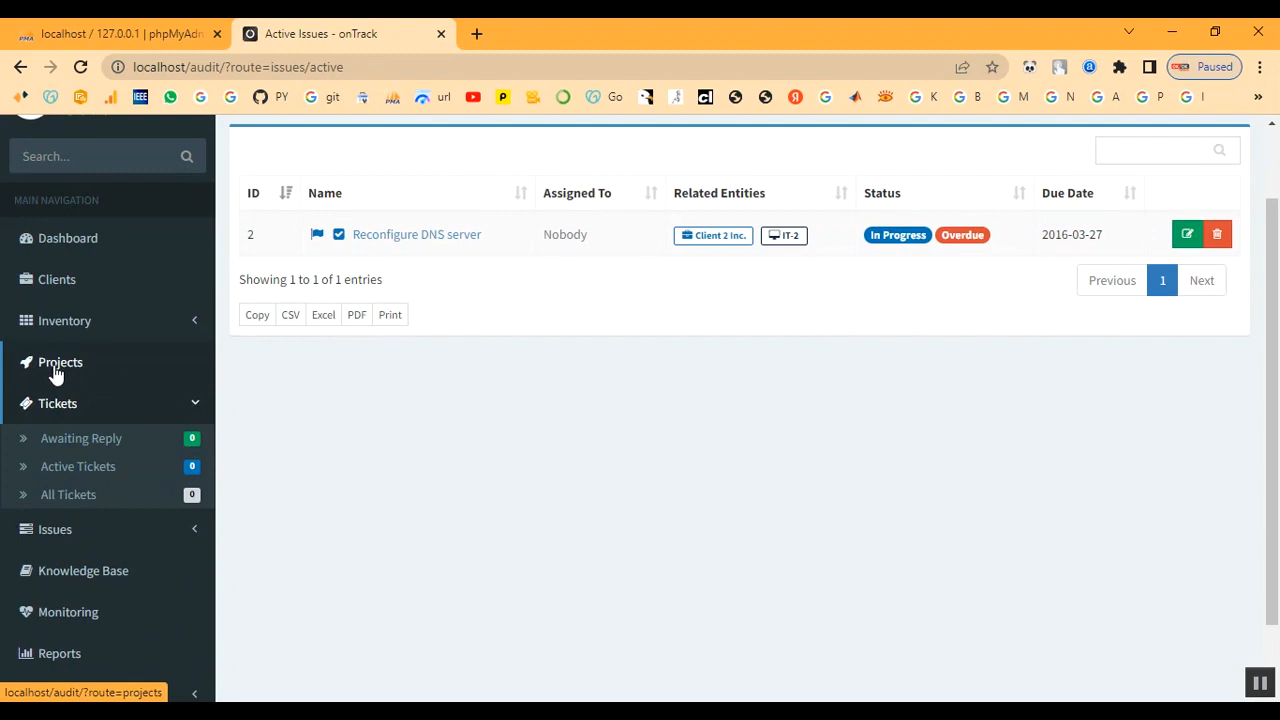 localhost / 127.0.0.1 | phpMyAdn
Active Issues - onTrack
localhost/audit/?route=issues/active
Paused
IEEE
PY
git
url
Go
K
B
M
N
A
P
I
Search...
MAIN NAVIGATION
Dashboard
Clients
Inventory
Projects
Tickets
Awaiting Reply 0
Active Tickets 0
All Tickets 0
Issues
Knowledge Base
Monitoring
Reports
localhost/audit/?route=projects
ID Name Assigned To Related Entities Status Due Date
2 Reconfigure DNS server Nobody Client 2 Inc. IT-2 In Progress Overdue 2016-03-27
Showing 1 to 1 of 1 entries
Previous 1 Next
Copy CSV Excel PDF Print